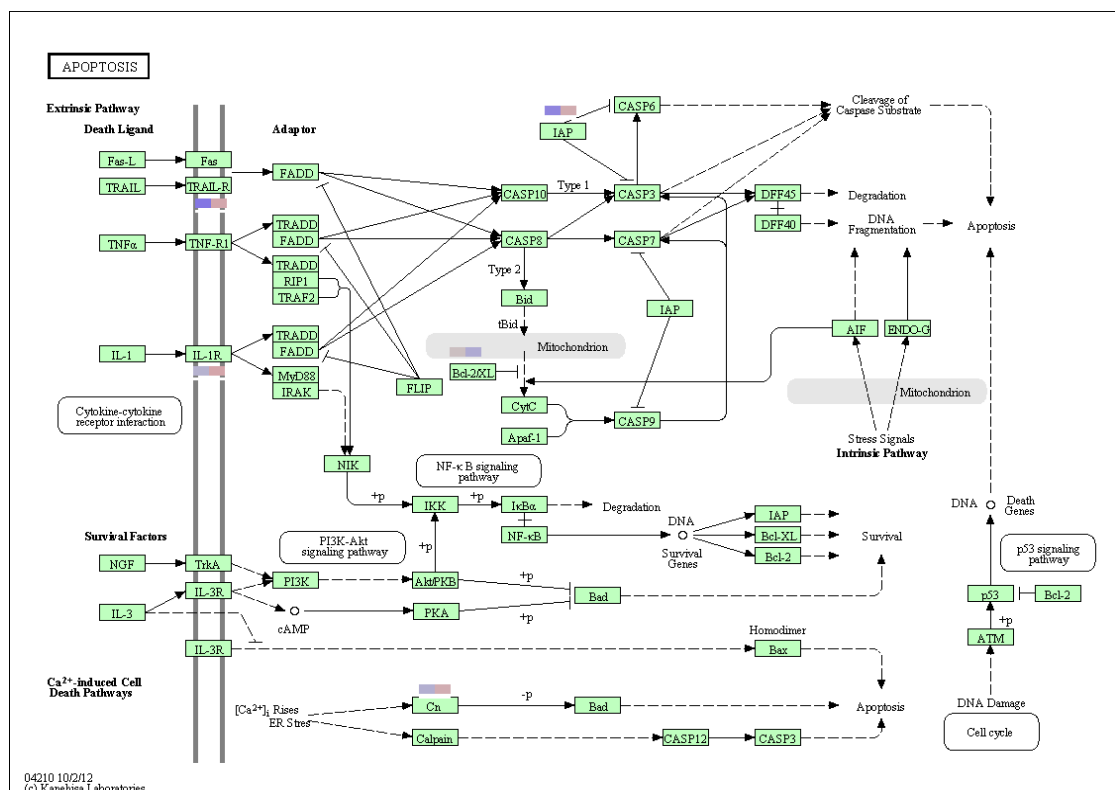 APOPTOSIS
Extrinsic Pathway
Death Ligand
Adaptor
Fas-L
Fas
FADD
TRAIL
TRAIL-R
TNFα
TNF-R1
TRADD
FADD
TRADD
RIP1
TRAF2
IL-1
IL-1R
TRADD
FADD
MyD88
IRAK
FLIP
Cytokine-cytokine
receptor interaction
CASP10
Type 1
CASP3
CASP6
IAP
Cleavage of
Caspase Substrate
CASP8
CASP7
DFF45
Degradation
DFF40
DNA
Fragmentation
Apoptosis
Type 2
Bid
tBid
Mitochondrion
IAP
Bcl-2/XL
CytC
Apaf-1
CASP9
AIF
ENDO-G
Mitochondrion
Stress Signals
Intrinsic Pathway
NIK
NF-κB signaling
pathway
+p
IKK
+p
IκBα
Degradation
NF-κB
DNA
Survival
Genes
IAP
Bcl-XL
Bcl-2
Survival
DNA
Death
Genes
p53 signaling
pathway
p53
Bcl-2
+p
ATM
DNA Damage
Cell cycle
Survival Factors
PI3K-Akt
signaling pathway
+p
NGF
TrkA
PI3K
Akt/PKB
+p
Bad
IL-3
IL-3R
cAMP
PKA
+p
IL-3R
Homodimer
Bax
Ca2+-induced Cell
Death Pathways
[Ca2+]i Rises
ER Stres
Cn
-p
Bad
Apoptosis
Calpain
CASP12
CASP3
04210 10/2/12
(c) Kanehisa Laboratories